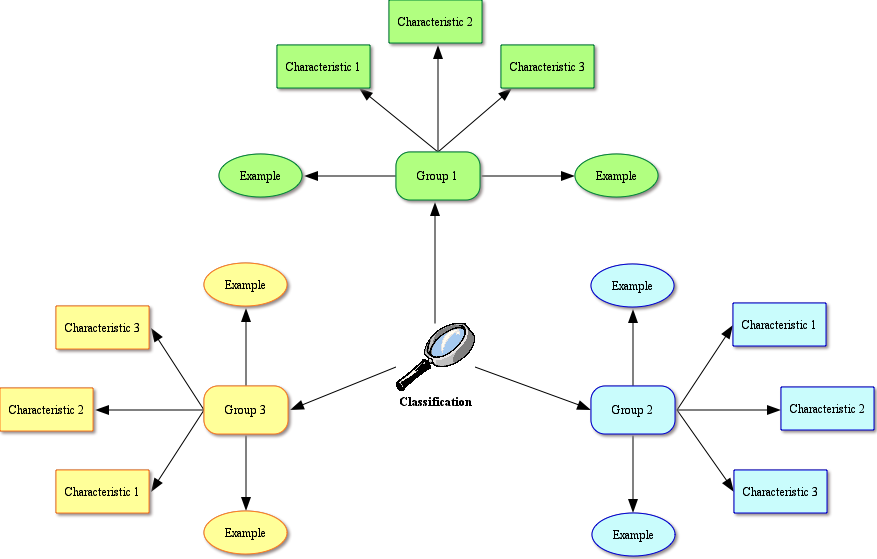 Characteristic 2
Characteristic 1
Characteristic 3
Example
Group 1
Example
Example
Example
Characteristic 3
Characteristic 1
Characteristic 2
Group 3
Classification
Group 2
Characteristic 2
Characteristic 1
Characteristic 3
Example
Example